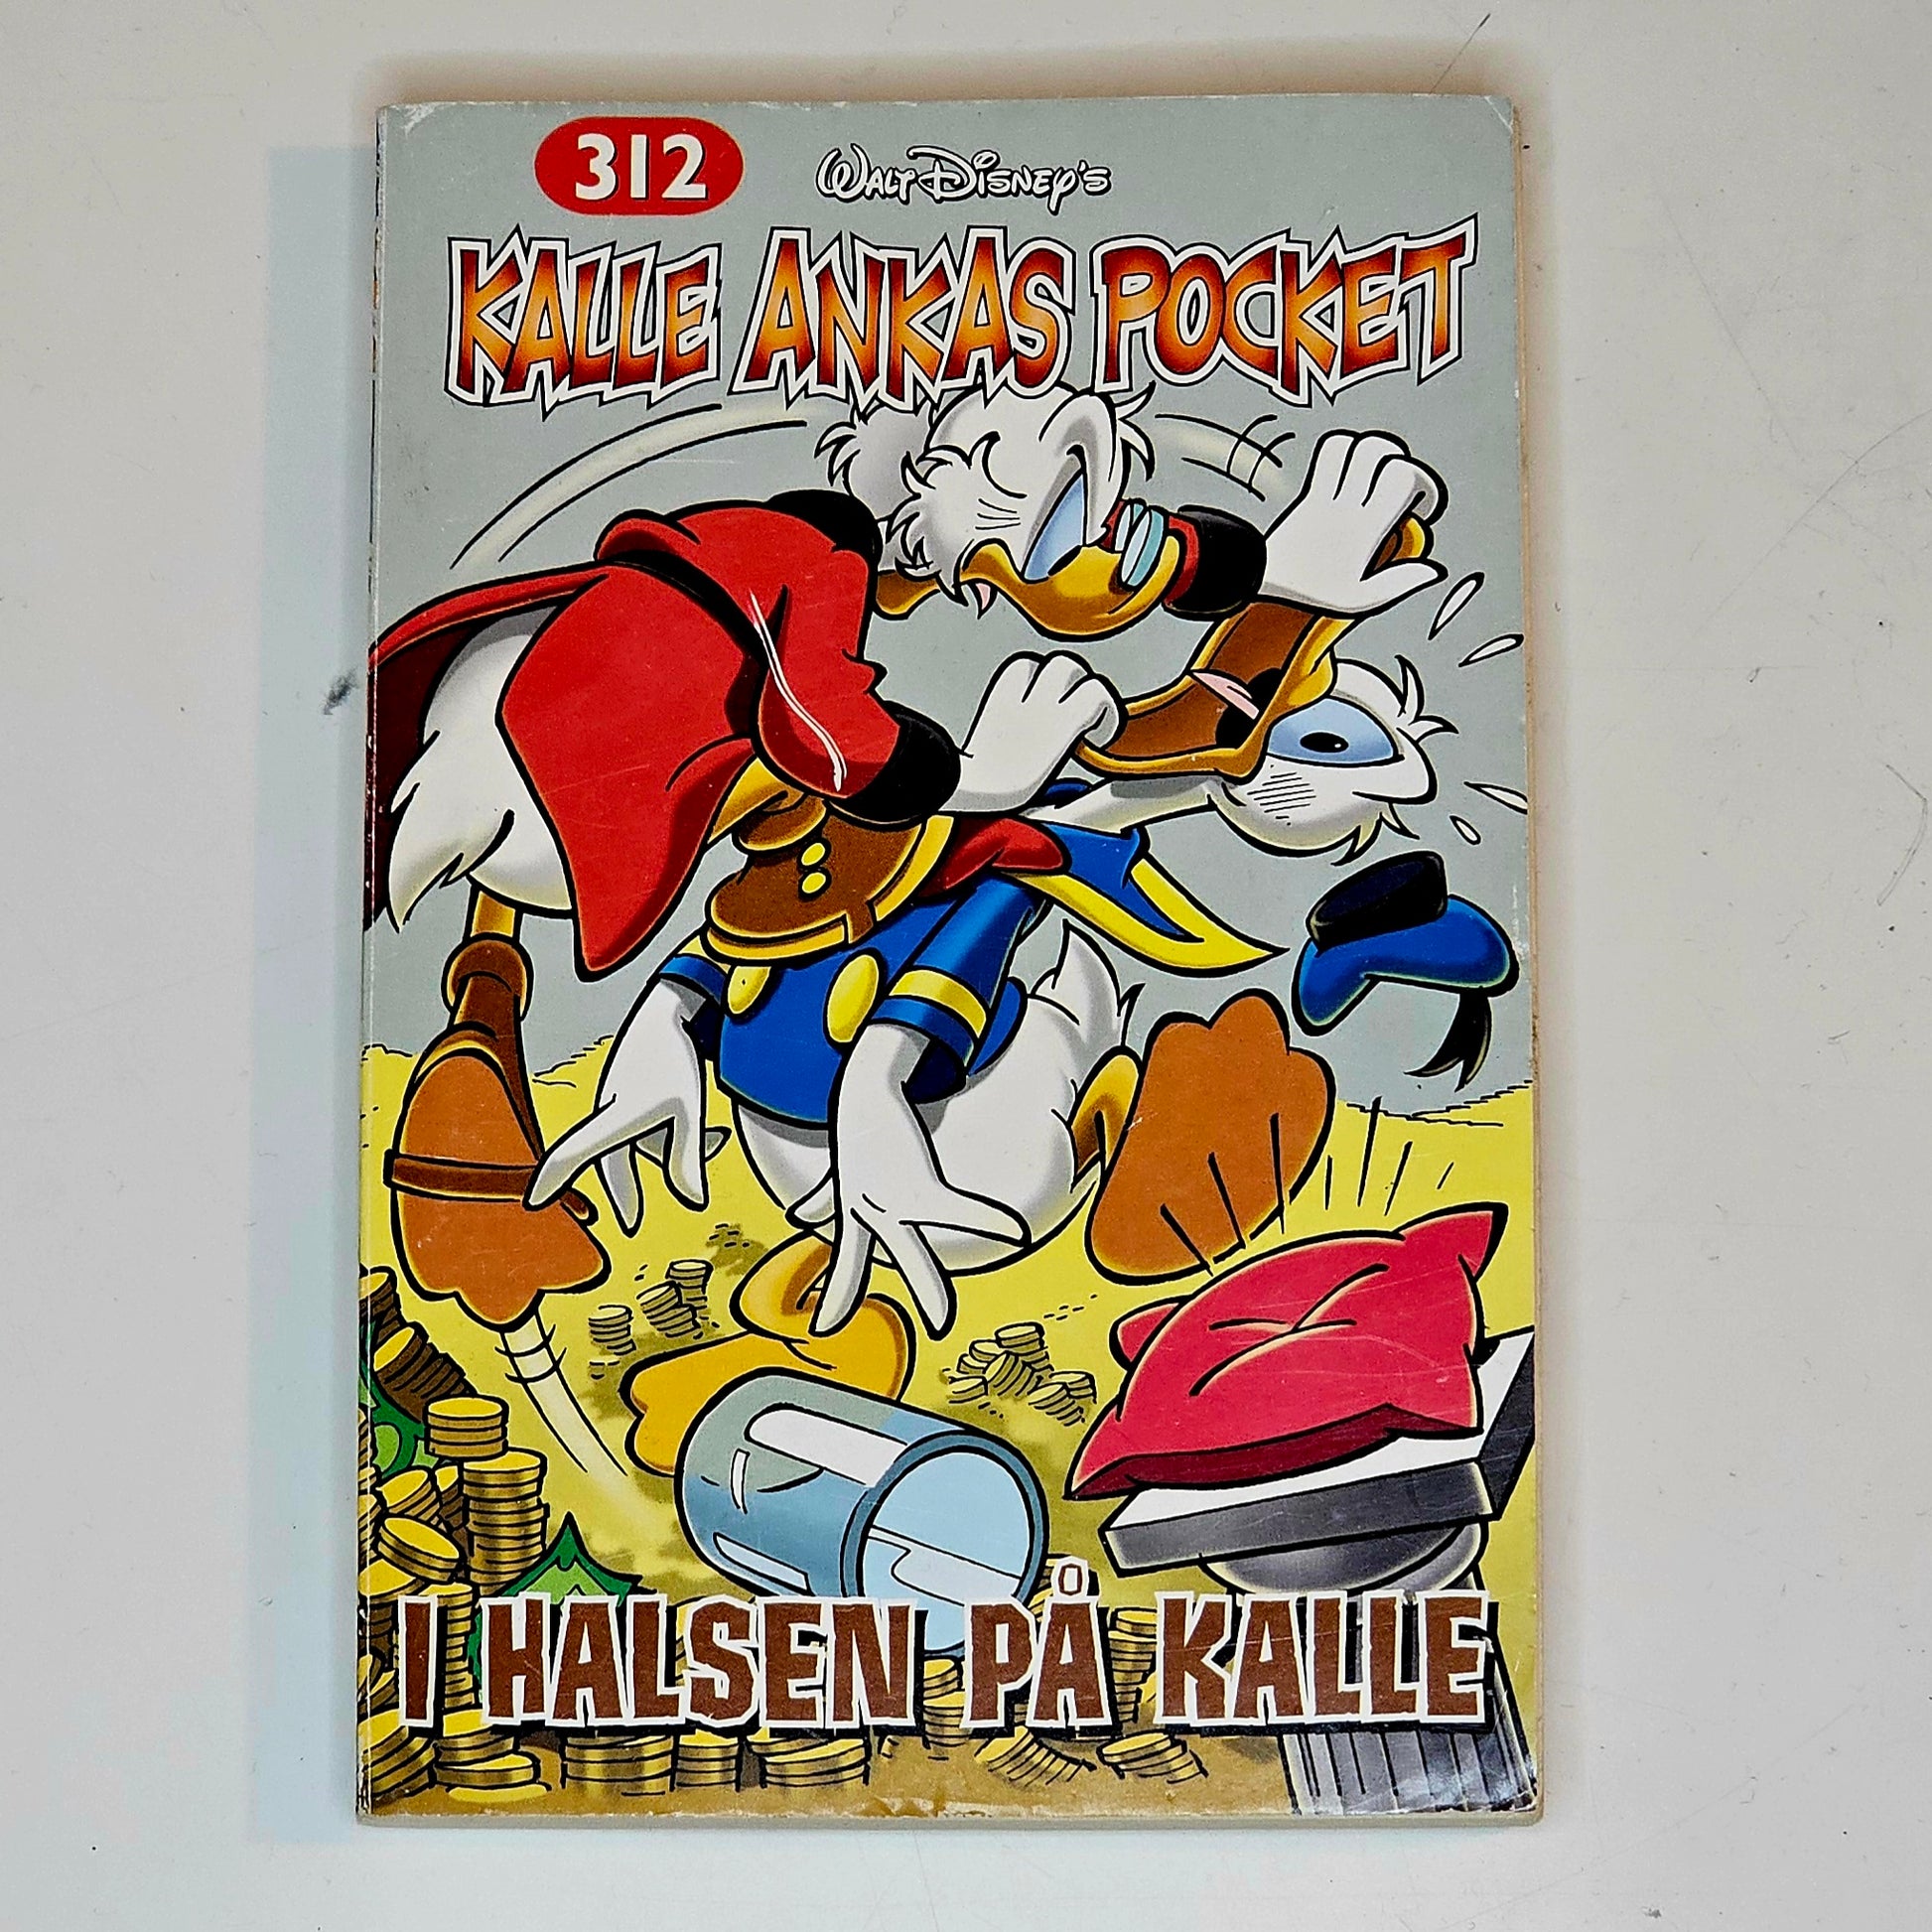 312 WALT DISNEY'S
KALLE ANKAS POCKET
I HALSEN PÅ KALLE